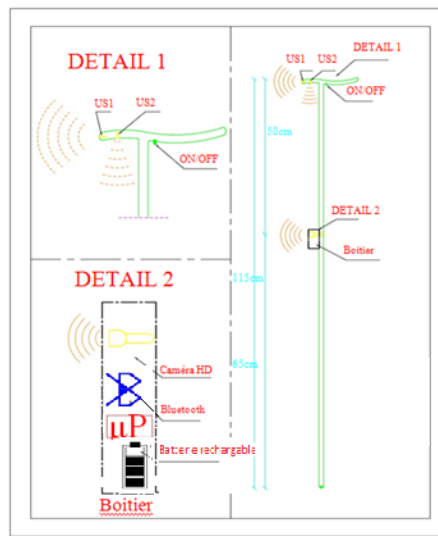 DETAIL 1
US1
US2
ON/OFF
DETAIL 2
Caméra HD
Bluetooth
µP
Batterie rechargable
Boitier
DETAIL 1
US1
US2
ON/OFF
50cm
DETAIL 2
Boitier
115cm
65cm